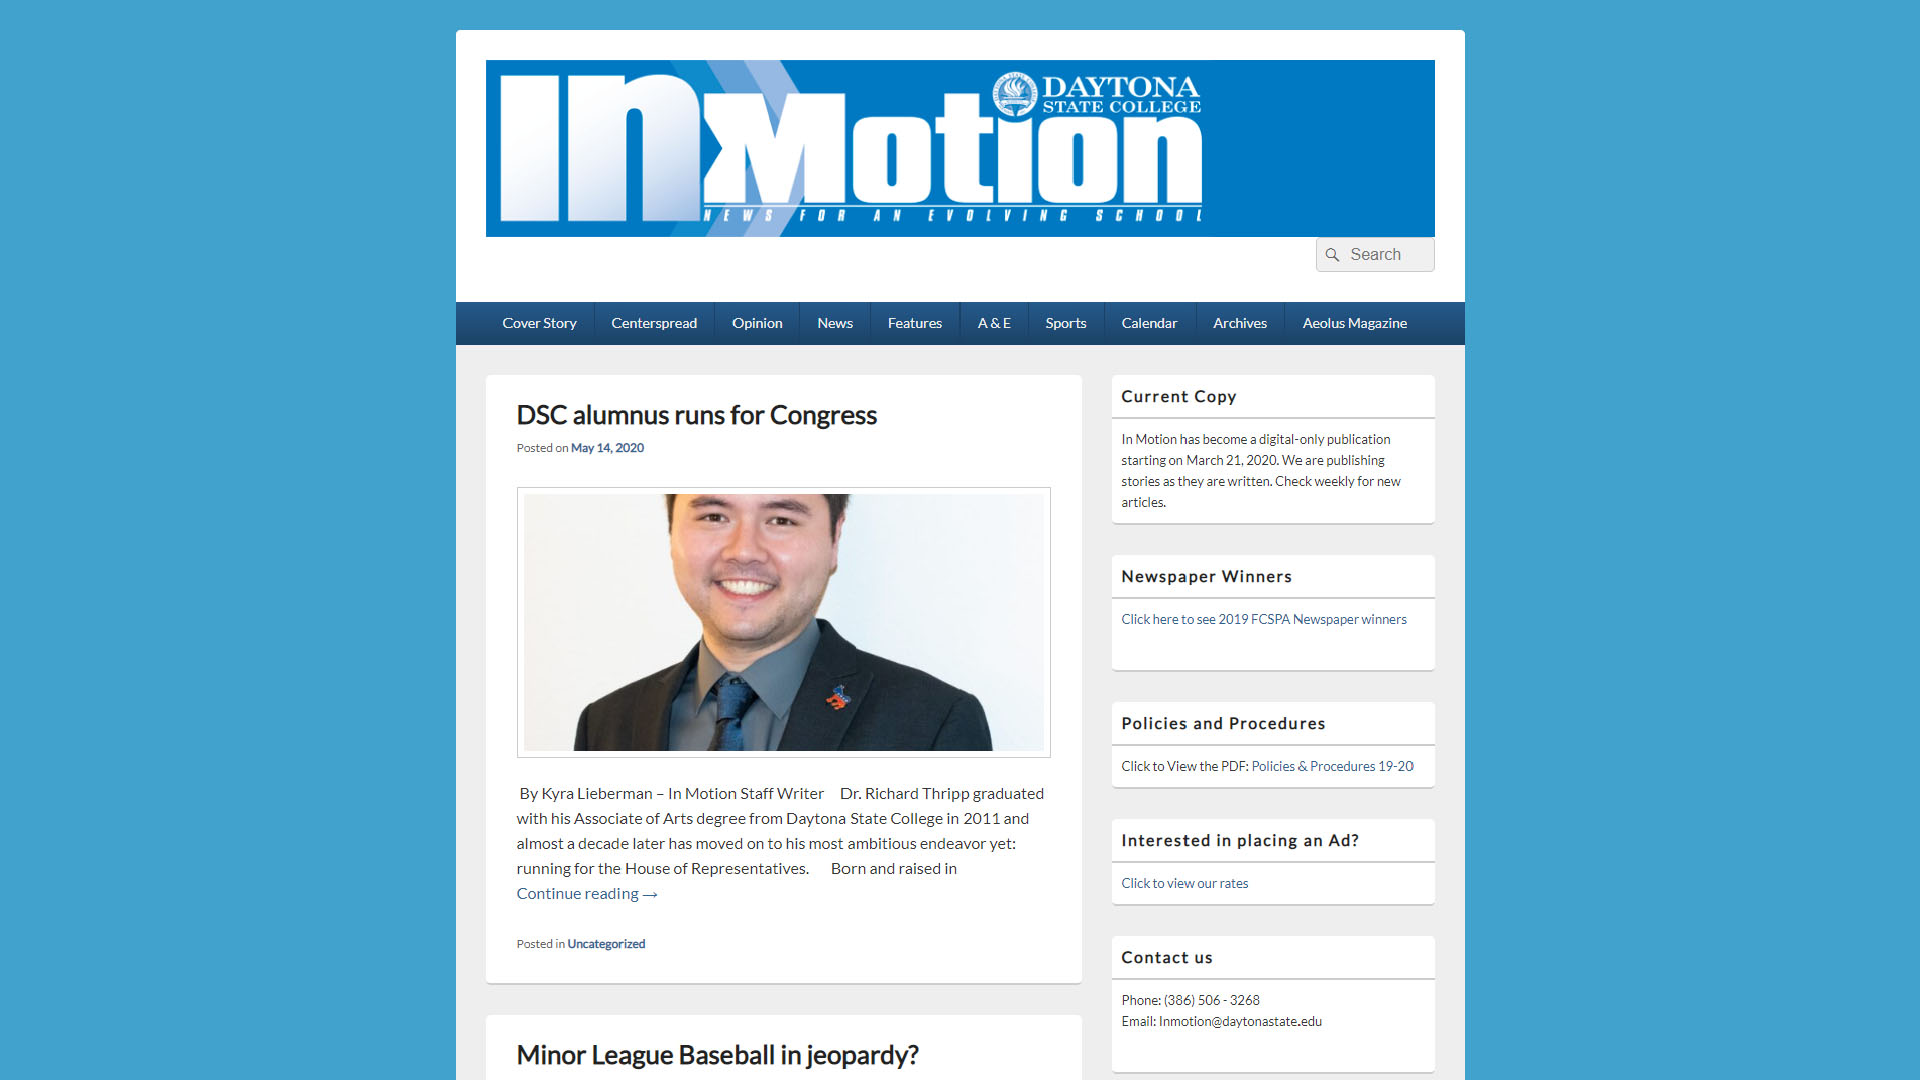 In Motion
DAYTONA
STATE COLLEGE
NEWS FOR AN EVOLVING SCHOOL
Search
Cover Story Centerspread Opinion News Features A & E Sports Calendar Archives Aeolus Magazine
DSC alumnus runs for Congress
Posted on May 14, 2020
By Kyra Lieberman – In Motion Staff Writer Dr. Richard Thripp graduated
with his Associate of Arts degree from Daytona State College in 2011 and
almost a decade later has moved on to his most ambitious endeavor yet:
running for the House of Representatives. Born and raised in
Continue reading →
Posted in Uncategorized
Minor League Baseball in jeopardy?
Current Copy
In Motion has become a digital-only publication
starting on March 21, 2020. We are publishing
stories as they are written. Check weekly for new
articles.
Newspaper Winners
Click here to see 2019 FCSPA Newspaper winners
Policies and Procedures
Click to View the PDF: Policies & Procedures 19-20
Interested in placing an Ad?
Click to view our rates
Contact us
Phone: (386) 506 - 3268
Email: Inmotion@daytonastate.edu